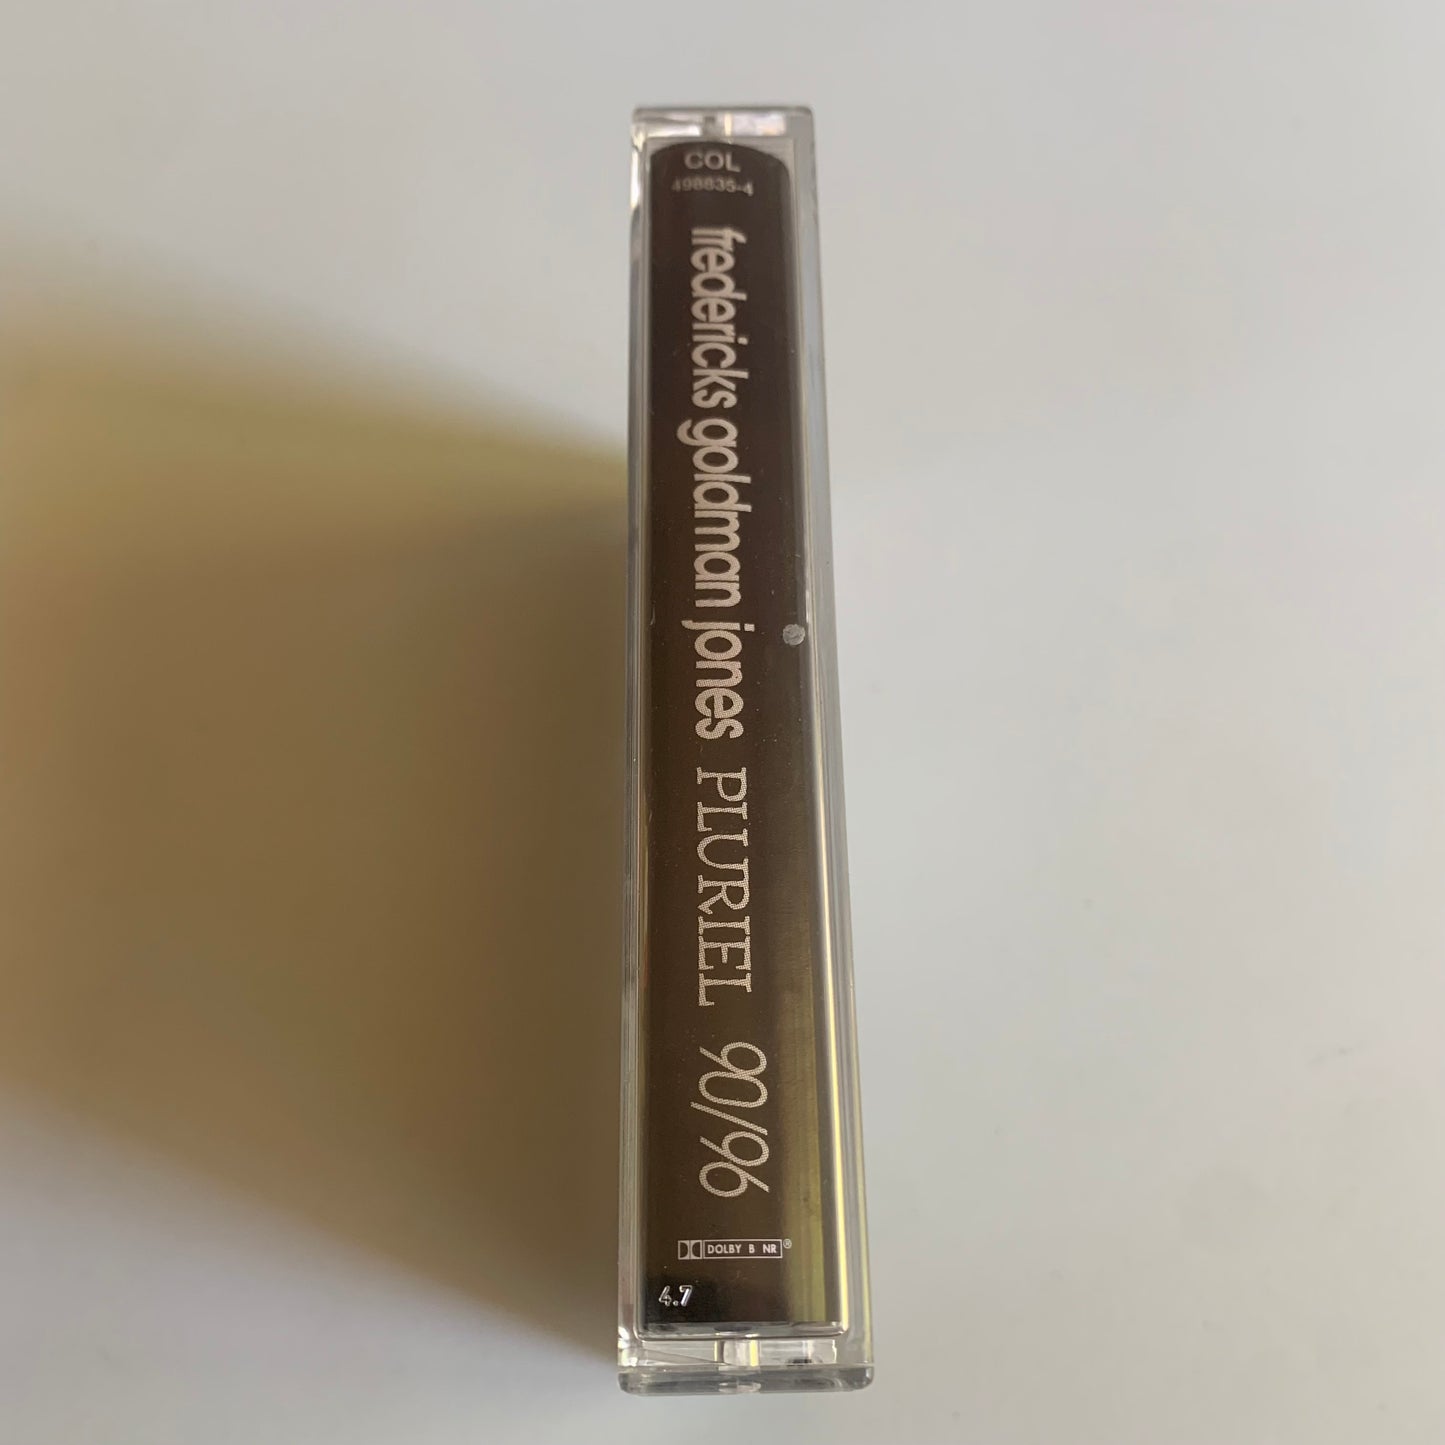 COL
498835-4
fredericks goldman jones PLURIEL 90/96
DOLBY B NR®
4.7